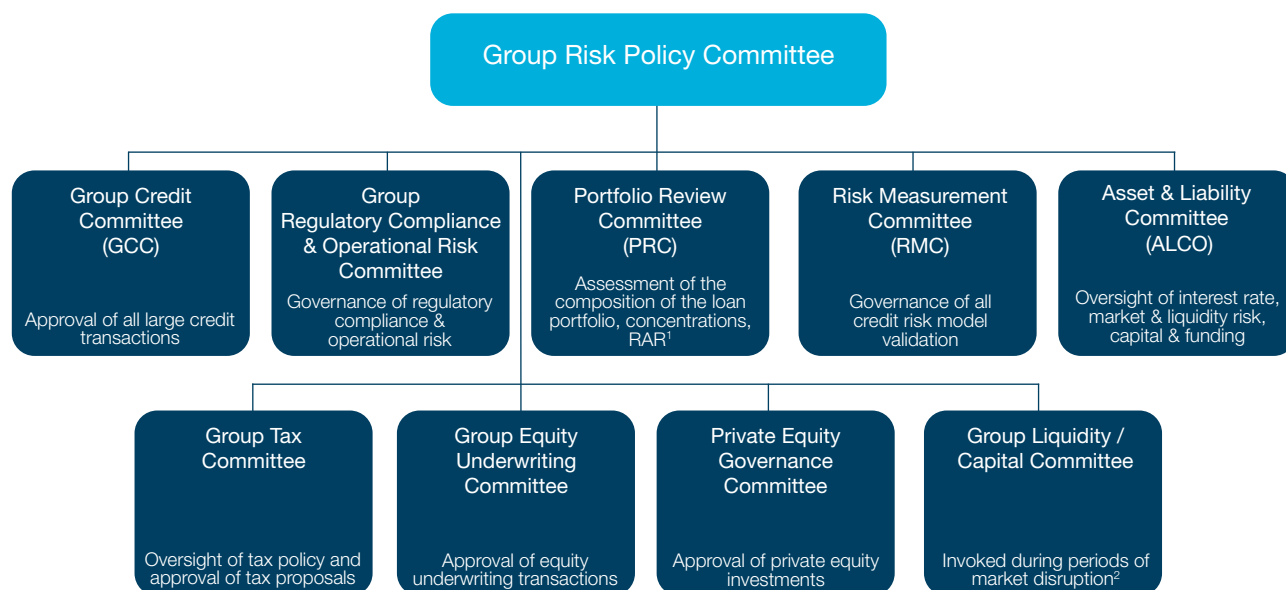 Group Risk Policy Committee
Group Credit
Committee
(GCC)
Approval of all large credit
transactions
Group
Regulatory Compliance
& Operational Risk
Committee
Governance of regulatory
compliance &
operational risk
Portfolio Review
Committee
(PRC)
Assessment of the
composition of the loan
portfolio, concentrations,
RAR¹
Risk Measurement
Committee
(RMC)
Governance of all
credit risk model
validation
Asset & Liability
Committee
(ALCO)
Oversight of interest rate,
market & liquidity risk,
capital & funding
Group Tax
Committee
Oversight of tax policy and
approval of tax proposals
Group Equity
Underwriting
Committee
Approval of equity
underwriting transactions
Private Equity
Governance
Committee
Approval of private equity
investments
Group Liquidity /
Capital Committee
Invoked during periods of
market disruption²